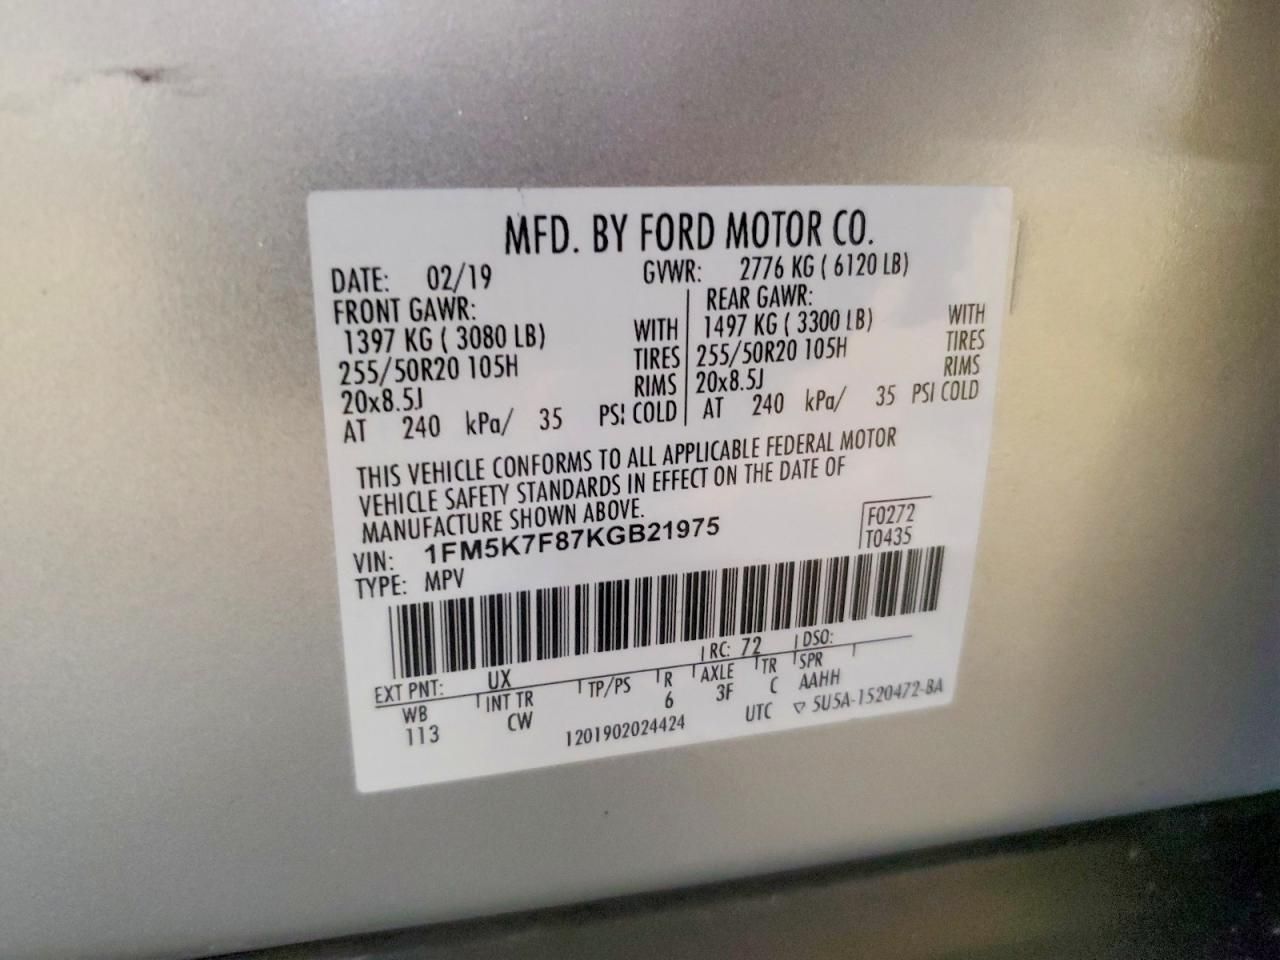 MFD. BY FORD MOTOR CO.
DATE: 02/19 GVWR: 2776 KG ( 6120 LB)
FRONT GAWR: REAR GAWR:
1397 KG ( 3080 LB) WITH 1497 KG ( 3300 LB) WITH
255/50R20 105H TIRES 255/50R20 105H TIRES
20x8.5J RIMS 20x8.5J RIMS
AT 240 kPa/ 35 PSI COLD AT 240 kPa/ 35 PSI COLD
THIS VEHICLE CONFORMS TO ALL APPLICABLE FEDERAL MOTOR
VEHICLE SAFETY STANDARDS IN EFFECT ON THE DATE OF
MANUFACTURE SHOWN ABOVE.
VIN: 1FM5K7F87KGB21975 F0272
TYPE: MPV T0435
EXT PNT: UX RC: 72 DSO:
WB INT TR TP/PS R AXLE TR SPR
113 CW 6 3F C AAHH
1201902024424 UTC ▽ 5U5A-1520472-BA